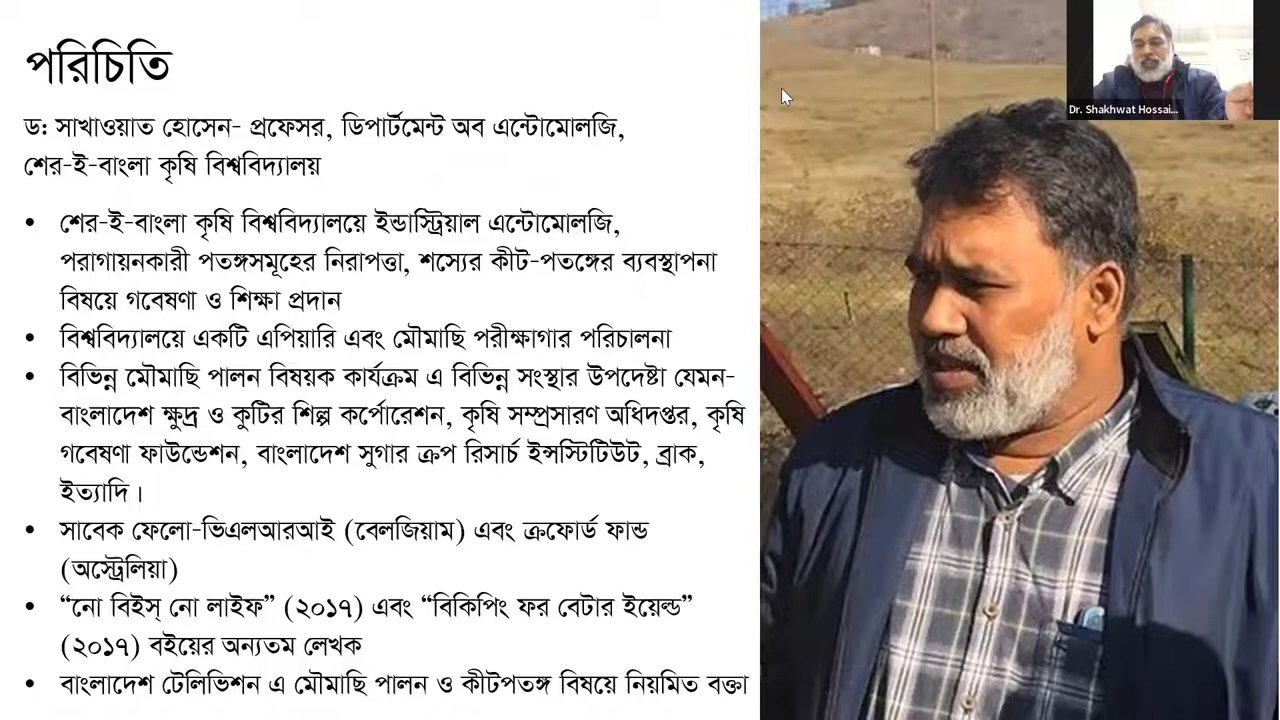 পরিচিতি
ড: সাখাওয়াত হোসেন- প্রফেসর, ডিপার্টমেন্ট অব এন্টোমোলজি,
শের-ই-বাংলা কৃষি বিশ্ববিদ্যালয়
• শের-ই-বাংলা কৃষি বিশ্ববিদ্যালয়ে ইন্ডাস্ট্রিয়াল এন্টোমোলজি,
পরাগায়নকারী পতঙ্গসমূহের নিরাপত্তা, শস্যের কীট-পতঙ্গের ব্যবস্থাপনা
বিষয়ে গবেষণা ও শিক্ষা প্রদান
• বিশ্ববিদ্যালয়ে একটি এপিয়ারি এবং মৌমাছি পরীক্ষাগার পরিচালনা
• বিভিন্ন মৌমাছি পালন বিষয়ক কার্যক্রম এ বিভিন্ন সংস্থার উপদেষ্টা যেমন-
বাংলাদেশ ক্ষুদ্র ও কুটির শিল্প কর্পোরেশন, কৃষি সম্প্রসারণ অধিদপ্তর, কৃষি
গবেষণা ফাউন্ডেশন, বাংলাদেশ সুগার ক্রপ রিসার্চ ইন্সস্টিটিউট, ব্রাক,
ইত্যাদি।
• সাবেক ফেলো-ভিএলআরআই (বেলজিয়াম) এবং ক্রফোর্ড ফান্ড
(অস্ট্রেলিয়া)
• “নো বিইস্ নো লাইফ” (২০১৭) এবং “বিকিপিং ফর বেটার ইয়েল্ড”
(২০১৭) বইয়ের অন্যতম লেখক
• বাংলাদেশ টেলিভিশন এ মৌমাছি পালন ও কীটপতঙ্গ বিষয়ে নিয়মিত বক্তা
Dr. Shakhwat Hossai...